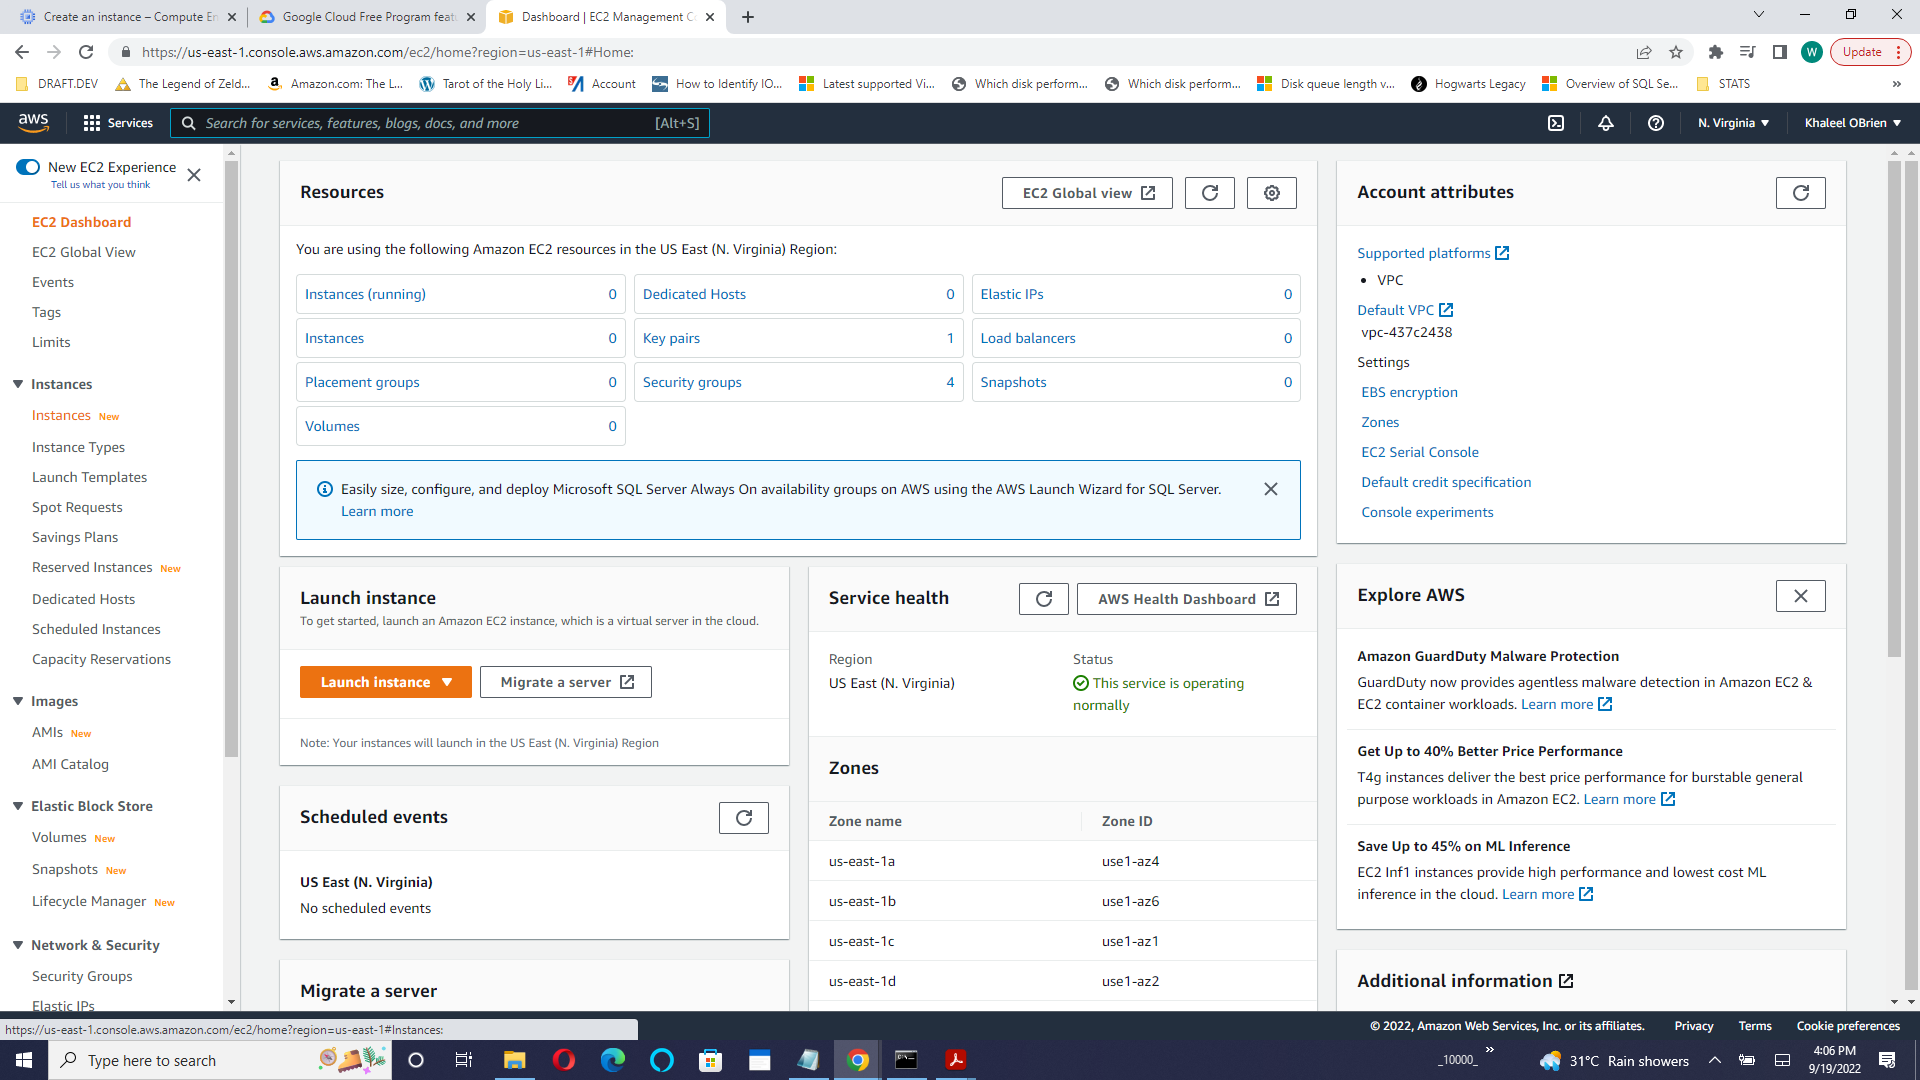 Create an instance – Compute En
Google Cloud Free Program featu
Dashboard | EC2 Management C
https://us-east-1.console.aws.amazon.com/ec2/home?region=us-east-1#Home:
W
Update
DRAFT.DEV
The Legend of Zeld...
Amazon.com: The L...
Tarot of the Holy Li...
Account
How to Identify IO...
Latest supported Vi...
Which disk perform...
Which disk perform...
Disk queue length v...
Hogwarts Legacy
Overview of SQL Se...
STATS
»
aws
Services
Search for services, features, blogs, docs, and more
[Alt+S]
N. Virginia
Khaleel OBrien
New EC2 Experience
Tell us what you think
EC2 Dashboard
EC2 Global View
Events
Tags
Limits
Instances
Instances New
Instance Types
Launch Templates
Spot Requests
Savings Plans
Reserved Instances New
Dedicated Hosts
Scheduled Instances
Capacity Reservations
Images
AMIs New
AMI Catalog
Elastic Block Store
Volumes New
Snapshots New
Lifecycle Manager New
Network & Security
Security Groups
Elastic IPs
Resources
EC2 Global view
You are using the following Amazon EC2 resources in the US East (N. Virginia) Region:
Instances (running) 0
Dedicated Hosts 0
Elastic IPs 0
Instances 0
Key pairs 1
Load balancers 0
Placement groups 0
Security groups 4
Snapshots 0
Volumes 0
Easily size, configure, and deploy Microsoft SQL Server Always On availability groups on AWS using the AWS Launch Wizard for SQL Server.
Learn more
Launch instance
To get started, launch an Amazon EC2 instance, which is a virtual server in the cloud.
Launch instance
Migrate a server
Note: Your instances will launch in the US East (N. Virginia) Region
Scheduled events
US East (N. Virginia)
No scheduled events
Migrate a server
Service health
AWS Health Dashboard
Region
US East (N. Virginia)
Status
This service is operating
normally
Zones
Zone name Zone ID
us-east-1a use1-az4
us-east-1b use1-az6
us-east-1c use1-az1
us-east-1d use1-az2
Account attributes
Supported platforms
• VPC
Default VPC
vpc-437c2438
Settings
EBS encryption
Zones
EC2 Serial Console
Default credit specification
Console experiments
Explore AWS
Amazon GuardDuty Malware Protection
GuardDuty now provides agentless malware detection in Amazon EC2 &
EC2 container workloads. Learn more
Get Up to 40% Better Price Performance
T4g instances deliver the best price performance for burstable general
purpose workloads in Amazon EC2. Learn more
Save Up to 45% on ML Inference
EC2 Inf1 instances provide high performance and lowest cost ML
inference in the cloud. Learn more
Additional information
https://us-east-1.console.aws.amazon.com/ec2/home?region=us-east-1#Instances:
© 2022, Amazon Web Services, Inc. or its affiliates.
Privacy
Terms
Cookie preferences
Type here to search
_10000_
»
31°C Rain showers
4:06 PM
9/19/2022